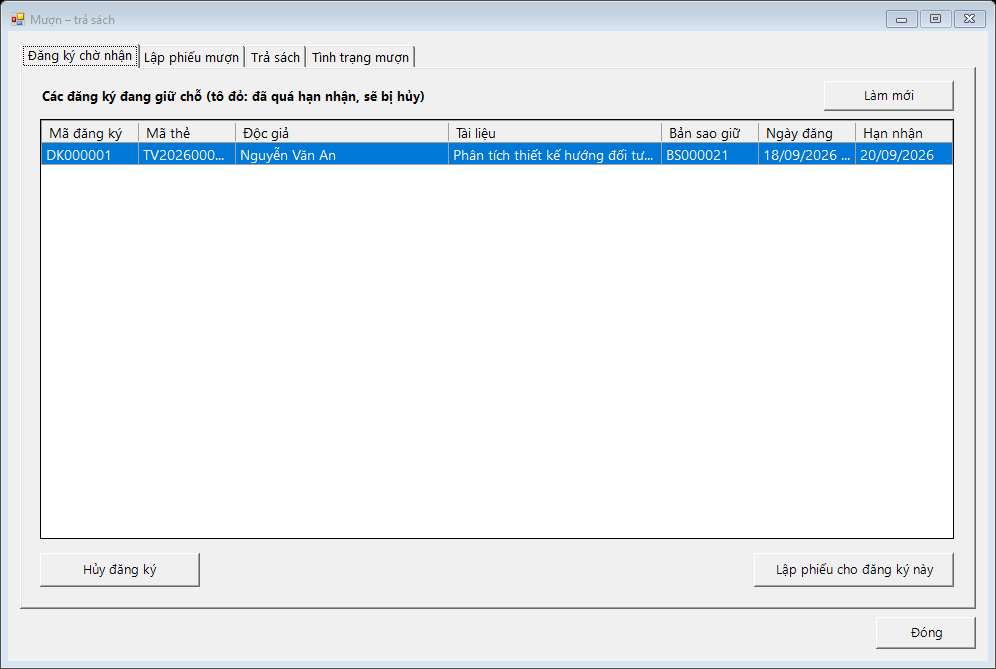 Mượn – trả sách
Đăng ký chờ nhận Lập phiếu mượn Trả sách Tình trạng mượn
Các đăng ký đang giữ chỗ (tô đỏ: đã quá hạn nhận, sẽ bị hủy) Làm mới
Mã đăng ký Mã thẻ Độc giả Tài liệu Bản sao giữ Ngày đăng Hạn nhận
DK000001 TV2026000... Nguyễn Văn An Phân tích thiết kế hướng đối tư... BS000021 18/09/2026 ... 20/09/2026
Hủy đăng ký Lập phiếu cho đăng ký này
Đóng